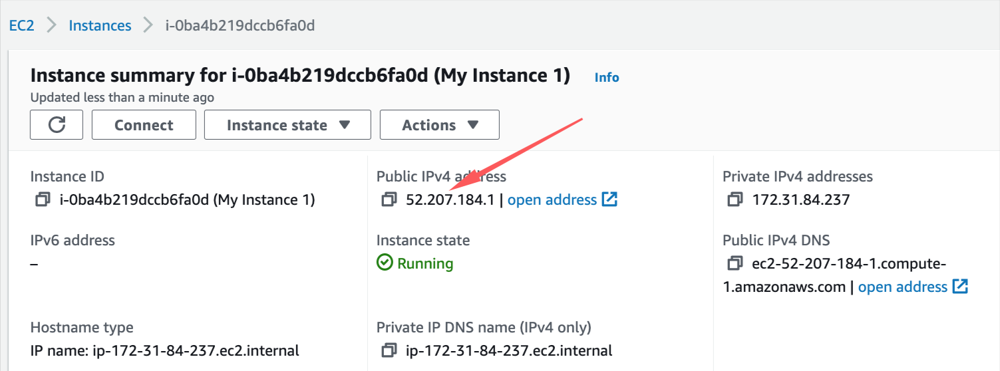 EC2 > Instances > i-0ba4b219dccb6fa0d
Instance summary for i-0ba4b219dccb6fa0d (My Instance 1) Info
Updated less than a minute ago
Connect Instance state Actions
Instance ID
i-0ba4b219dccb6fa0d (My Instance 1)
Public IPv4 address
52.207.184.1 | open address
Private IPv4 addresses
172.31.84.237
IPv6 address
–
Instance state
Running
Public IPv4 DNS
ec2-52-207-184-1.compute-
1.amazonaws.com | open address
Hostname type
IP name: ip-172-31-84-237.ec2.internal
Private IP DNS name (IPv4 only)
ip-172-31-84-237.ec2.internal